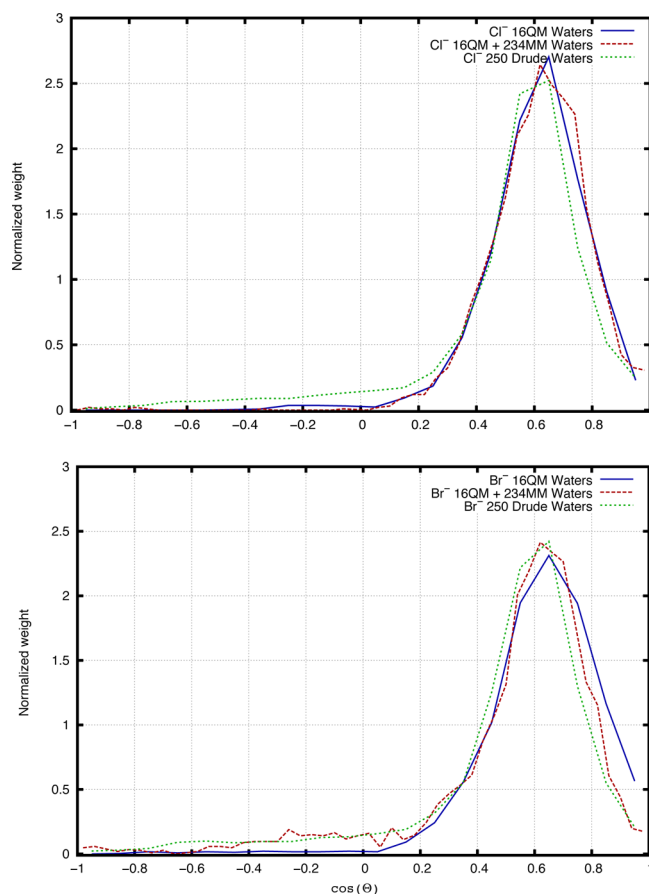 3
Cl⁻ 16QM Waters
Cl⁻ 16QM + 234MM Waters
Cl⁻ 250 Drude Waters
2.5
2
Normalized weight
1.5
1
0.5
0
−1 −0.8 −0.6 −0.4 −0.2 0 0.2 0.4 0.6 0.8 1
3
Br⁻ 16QM Waters
Br⁻ 16QM + 234MM Waters
Br⁻ 250 Drude Waters
2.5
2
Normalized weight
1.5
1
0.5
0
−1 −0.8 −0.6 −0.4 −0.2 0 0.2 0.4 0.6 0.8 1
cos(Θ)